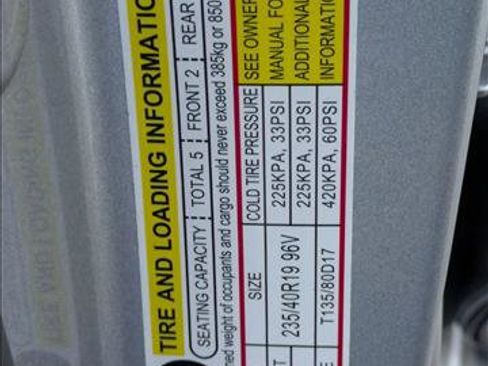 TIRE AND LOADING INFORMATIO
SEATING CAPACITY TOTAL 5 FRONT 2 REAR
ned weight of occupants and cargo should never exceed 385kg or 850
SIZE COLD TIRE PRESSURE SEE OWNER
235/40R19 96V 225KPA, 33PSI MANUAL FO
225KPA, 33PSI ADDITIONAL
T135/80D17 420KPA, 60PSI INFORMATION